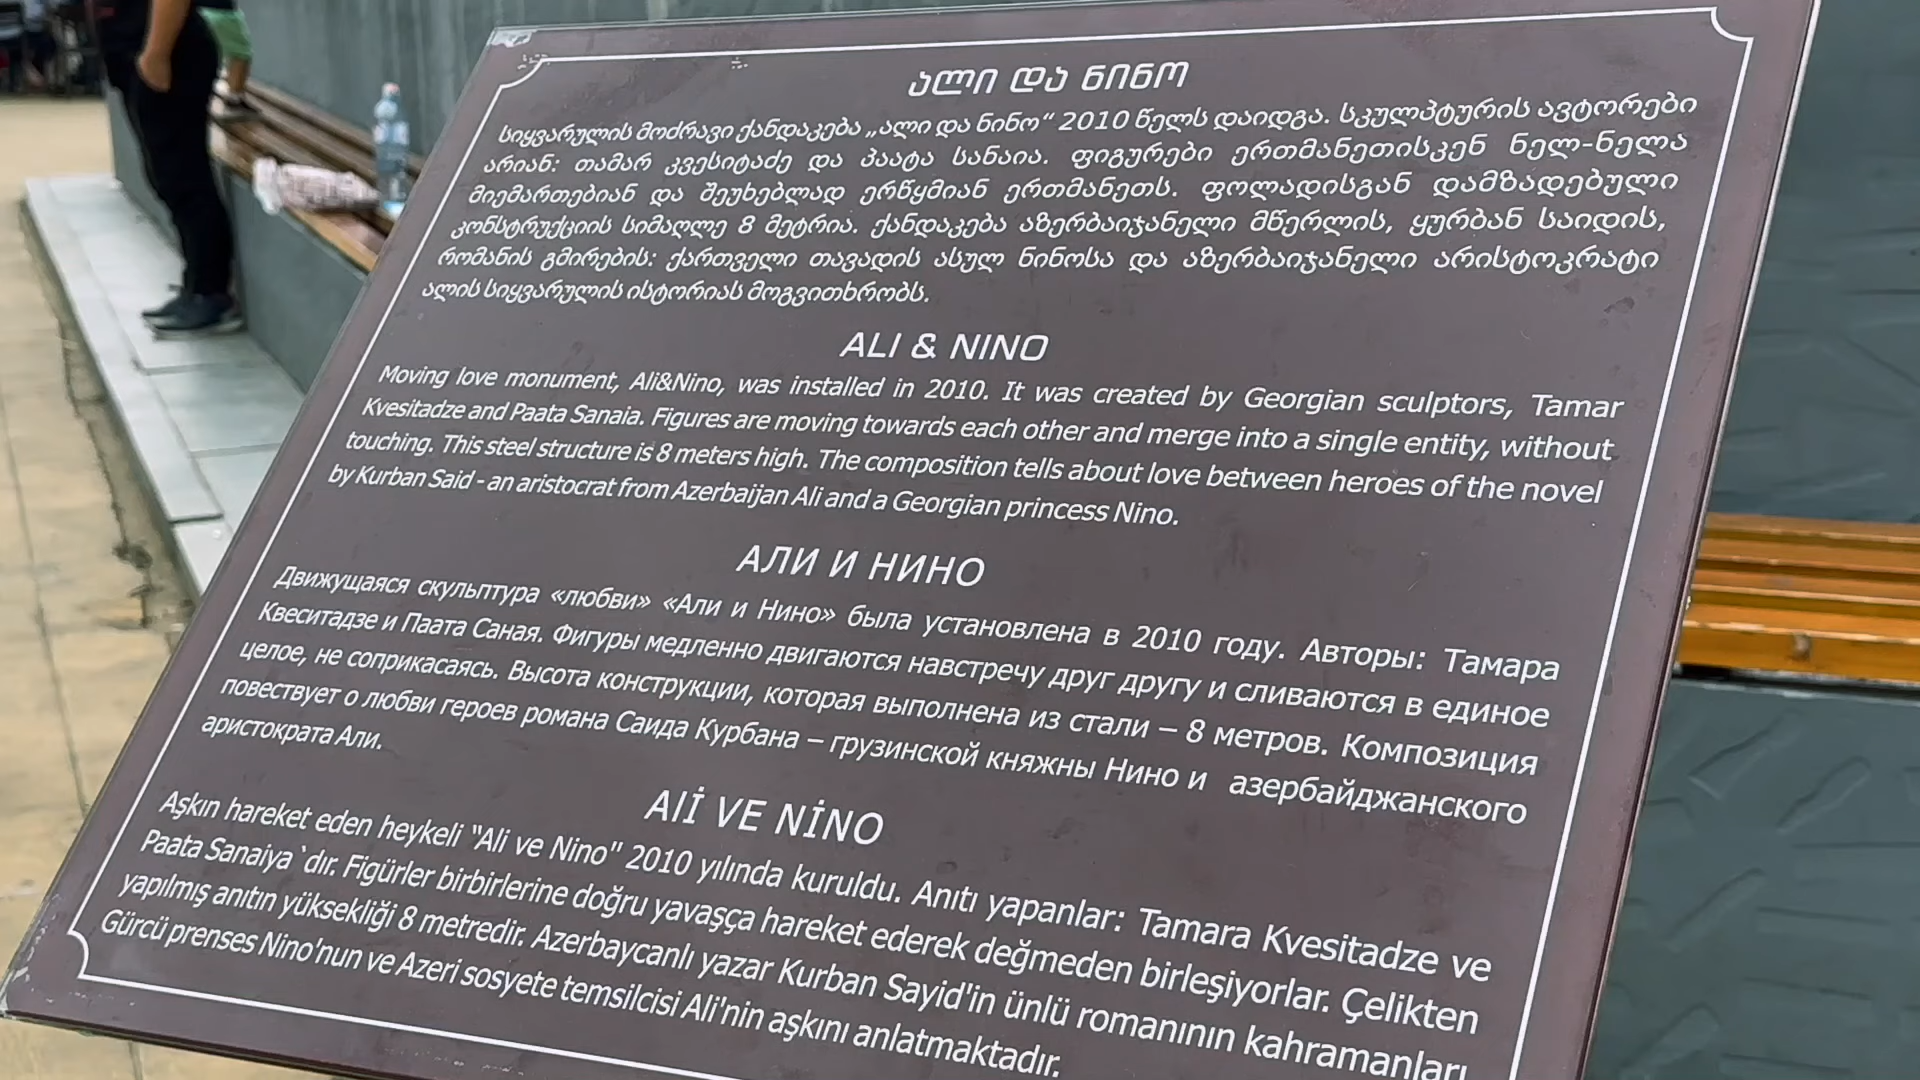 ალი და ნინო
სიყვარულის მოძრავი ქანდაკება „ალი და ნინო“ 2010 წელს დაიდგა. სკულპტურის ავტორები
არიან: თამარ კვესიტაძე და პაატა სანაია. ფიგურები ერთმანეთისკენ ნელ-ნელა
მიემართებიან და შეუხებლად ერწყმიან ერთმანეთს. ფოლადისგან დამზადებული
კონსტრუქციის სიმაღლე 8 მეტრია. ქანდაკება აზერბაიჯანელი მწერლის, ყურბან საიდის,
რომანის გმირების: ქართველი თავადის ასულ ნინოსა და აზერბაიჯანელი არისტოკრატი
ალის სიყვარულის ისტორიას მოგვითხრობს.
ALI & NINO
Moving love monument, Ali&Nino, was installed in 2010. It was created by Georgian sculptors, Tamar
Kvesitadze and Paata Sanaia. Figures are moving towards each other and merge into a single entity, without
touching. This steel structure is 8 meters high. The composition tells about love between heroes of the novel
by Kurban Said - an aristocrat from Azerbaijan Ali and a Georgian princess Nino.
АЛИ И НИНО
Движущаяся скульптура «любви» «Али и Нино» была установлена в 2010 году. Авторы: Тамара
Квеситадзе и Паата Саная. Фигуры медленно двигаются навстречу друг другу и сливаются в единое
целое, не соприкасаясь. Высота конструкции, которая выполнена из стали – 8 метров. Композиция
повествует о любви героев романа Саида Курбана – грузинской княжны Нино и азербайджанского
аристократа Али.
Alİ VE NİNO
Aşkın hareket eden heykeli “Ali ve Nino" 2010 yılında kuruldu. Anıtı yapanlar: Tamara Kvesitadze ve
Paata Sanaiya`dır. Figürler birbirlerine doğru yavaşça hareket ederek değmeden birleşiyorlar. Çelikten
yapılmış anıtın yüksekliği 8 metredir. Azerbaycanlı yazar Kurban Sayid'in ünlü romanının kahramanları
Gürcü prenses Nino'nun ve Azeri sosyete temsilcisi Ali'nin aşkını anlatmaktadır.